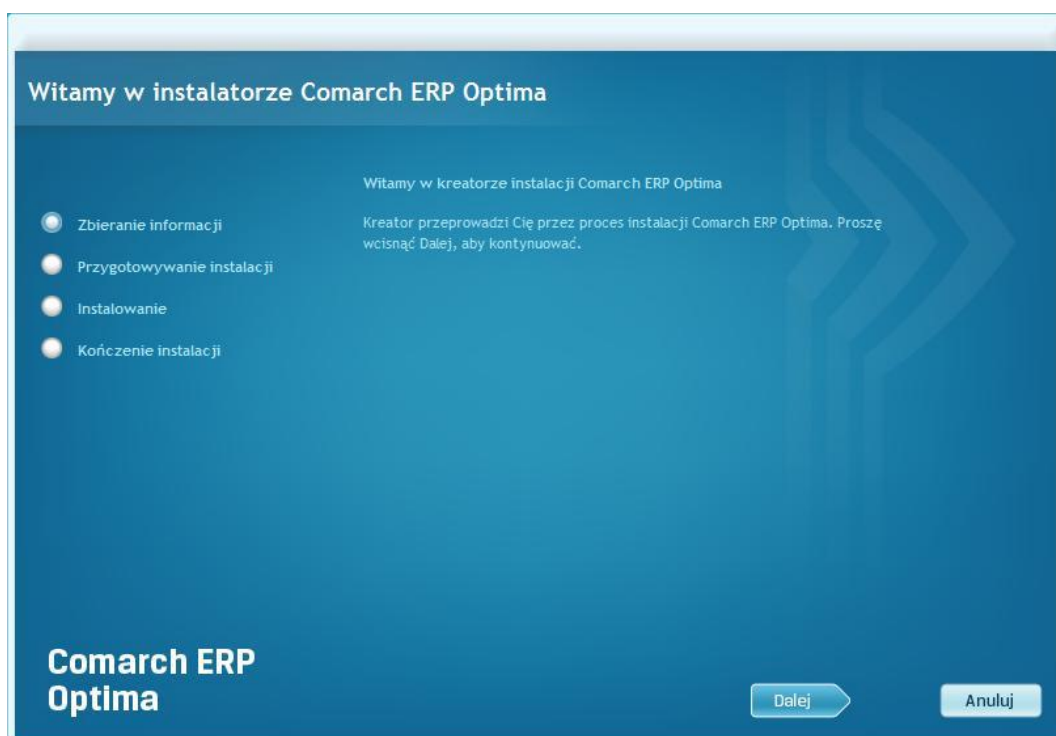 Witamy w instalatorze Comarch ERP Optima
Witamy w kreatorze instalacji Comarch ERP Optima
Kreator przeprowadzi Cię przez proces instalacji Comarch ERP Optima. Proszę
wcisnąć Dalej, aby kontynuować.
Zbieranie informacji
Przygotowywanie instalacji
Instalowanie
Kończenie instalacji
Comarch ERP
Optima
Dalej
Anuluj